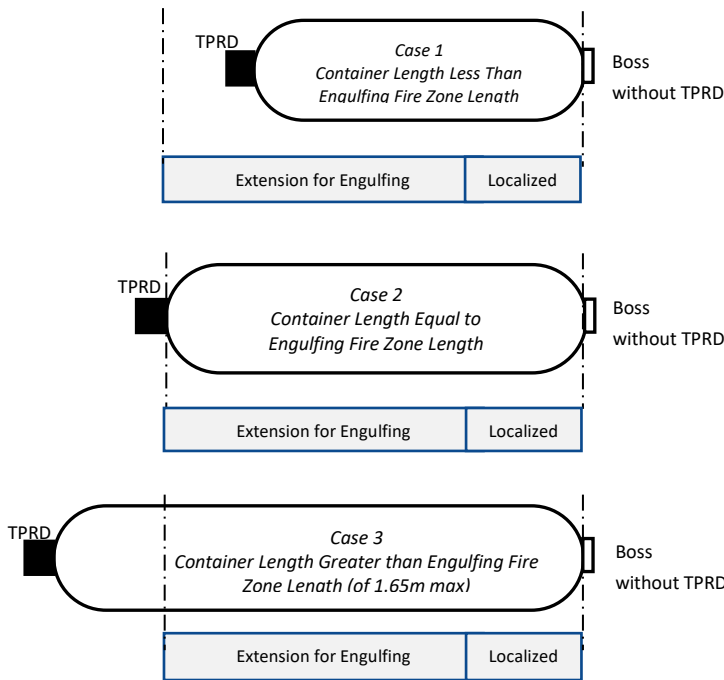 TPRD
Case 1
Container Length Less Than
Engulfing Fire Zone Length
Boss
without TPRD
Extension for Engulfing
Localized
TPRD
Case 2
Container Length Equal to
Engulfing Fire Zone Length
Boss
without TPRD
Extension for Engulfing
Localized
TPRD
Case 3
Container Length Greater than Engulfing Fire
Zone Length (of 1.65m max)
Boss
without TPRD
Extension for Engulfing
Localized